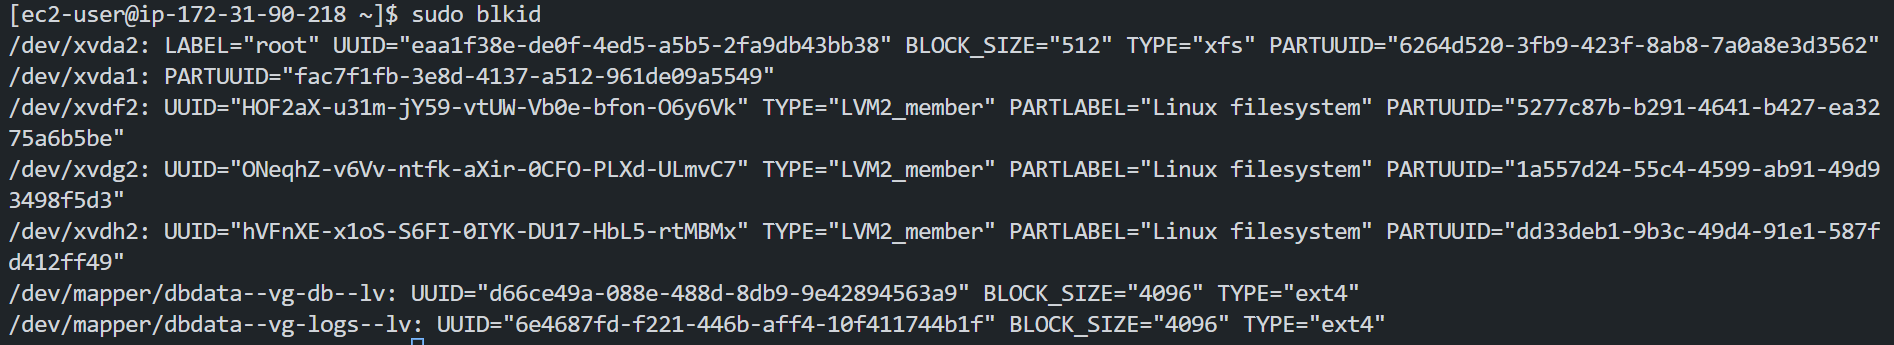 [ec2-user@ip-172-31-90-218 ~]$ sudo blkid
/dev/xvda2: LABEL="root" UUID="eaa1f38e-de0f-4ed5-a5b5-2fa9db43bb38" BLOCK_SIZE="512" TYPE="xfs" PARTUUID="6264d520-3fb9-423f-8ab8-7a0a8e3d3562"
/dev/xvda1: PARTUUID="fac7f1fb-3e8d-4137-a512-961de09a5549"
/dev/xvdf2: UUID="HOF2aX-u31m-jY59-vtUW-Vb0e-bfon-O6y6Vk" TYPE="LVM2_member" PARTLABEL="Linux filesystem" PARTUUID="5277c87b-b291-4641-b427-ea32
75a6b5be"
/dev/xvdg2: UUID="ONeqhZ-v6Vv-ntfk-aXir-0CFO-PLXd-ULmvC7" TYPE="LVM2_member" PARTLABEL="Linux filesystem" PARTUUID="1a557d24-55c4-4599-ab91-49d9
3498f5d3"
/dev/xvdh2: UUID="hVFnXE-x1oS-S6FI-0IYK-DU17-HbL5-rtMBMx" TYPE="LVM2_member" PARTLABEL="Linux filesystem" PARTUUID="dd33deb1-9b3c-49d4-91e1-587f
d412ff49"
/dev/mapper/dbdata--vg-db--lv: UUID="d66ce49a-088e-488d-8db9-9e42894563a9" BLOCK_SIZE="4096" TYPE="ext4"
/dev/mapper/dbdata--vg-logs--lv: UUID="6e4687fd-f221-446b-aff4-10f411744b1f" BLOCK_SIZE="4096" TYPE="ext4"